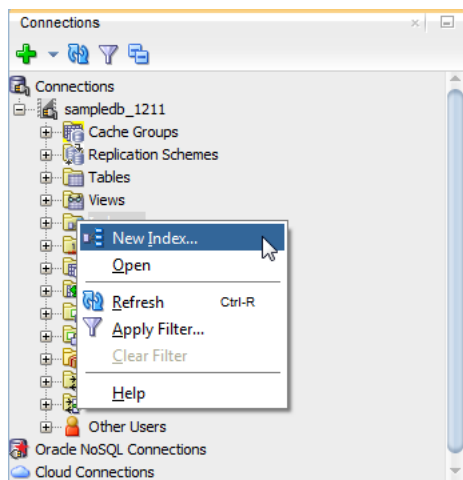 Connections
Connections
sampledb_1211
Cache Groups
Replication Schemes
Tables
Views
New Index...
Open
Refresh Ctrl-R
Apply Filter...
Clear Filter
Help
Other Users
Oracle NoSQL Connections
Cloud Connections